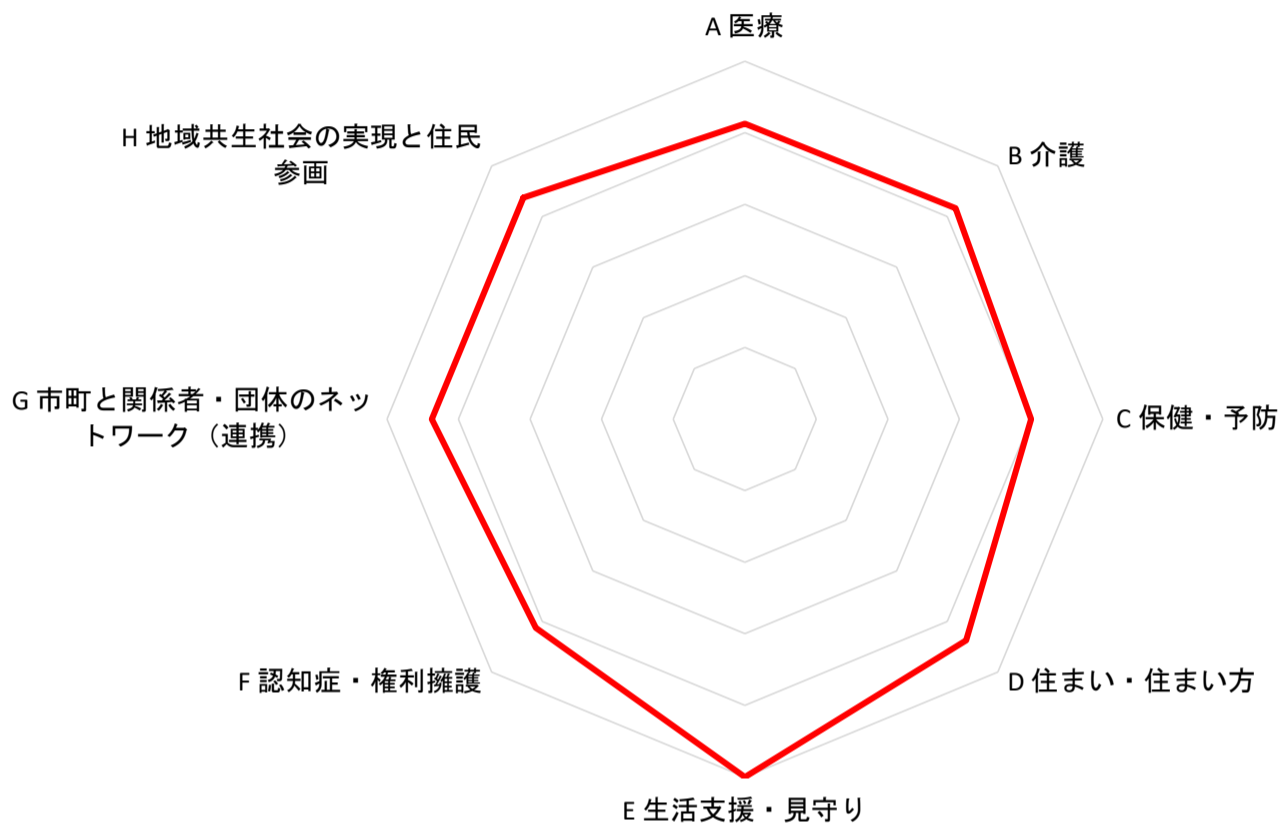 A 医療
B 介護
C 保健・予防
D 住まい・住まい方
E 生活支援・見守り
F 認知症・権利擁護
G 市町と関係者・団体のネッ
トワーク（連携）
H 地域共生社会の実現と住民
参画